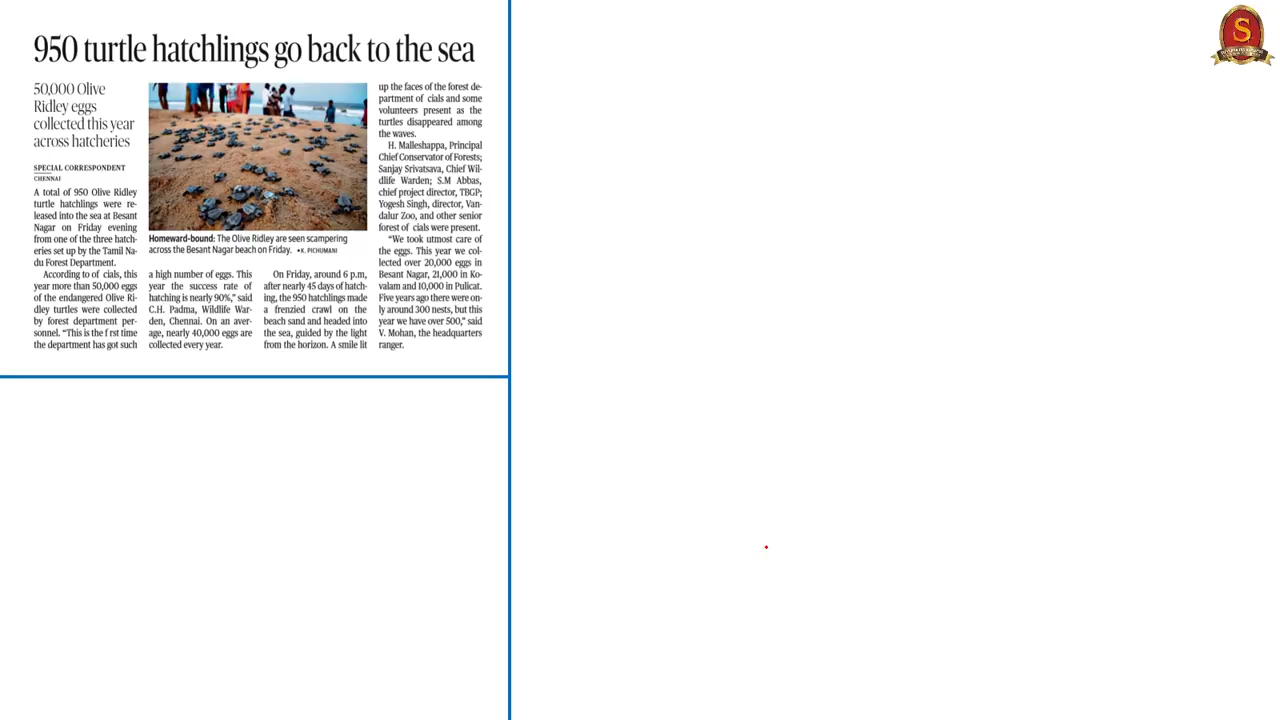 950 turtle hatchlings go back to the sea
50,000 Olive
Ridley eggs
collected this year
across hatcheries
SPECIAL CORRESPONDENT
CHENNAI
A total of 950 Olive Ridley
turtle hatchlings were re-
leased into the sea at Besant
Nagar on Friday evening
from one of the three hatch-
eries set up by the Tamil Na-
du Forest Department.
According to of cials, this
year more than 50,000 eggs
of the endangered Olive Ri-
dley turtles were collected
by forest department per-
sonnel. “This is the f rst time
the department has got such
Homeward-bound: The Olive Ridley are seen scampering
across the Besant Nagar beach on Friday. •K. PICHUMANI
a high number of eggs. This
year the success rate of
hatching is nearly 90%,” said
C.H. Padma, Wildlife War-
den, Chennai. On an aver-
age, nearly 40,000 eggs are
collected every year.
On Friday, around 6 p.m,
after nearly 45 days of hatch-
ing, the 950 hatchlings made
a frenzied crawl on the
beach sand and headed into
the sea, guided by the light
from the horizon. A smile lit
up the faces of the forest de-
partment of cials and some
volunteers present as the
turtles disappeared among
the waves.
H. Malleshappa, Principal
Chief Conservator of Forests;
Sanjay Srivatsava, Chief Wil-
dlife Warden; S.M Abbas,
chief project director, TBGP;
Yogesh Singh, director, Van-
dalur Zoo, and other senior
forest of cials were present.
“We took utmost care of
the eggs. This year we col-
lected over 20,000 eggs in
Besant Nagar, 21,000 in Ko-
valam and 10,000 in Pulicat.
Five years ago there were on-
ly around 300 nests, but this
year we have over 500,” said
V. Mohan, the headquarters
ranger.
S